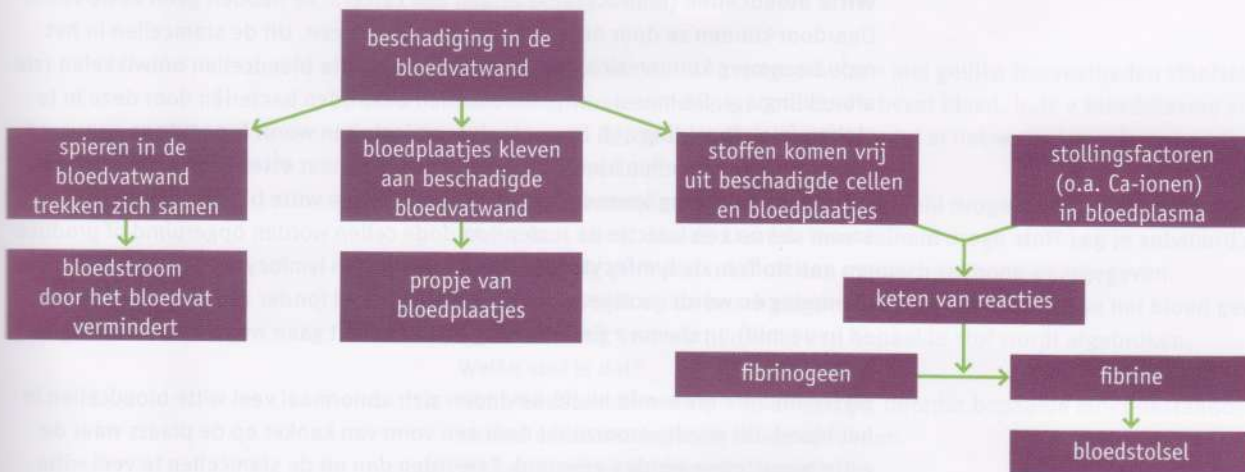 beschadiging in de
bloedvatwand
spieren in de
bloedvatwand
trekken zich samen
bloedplaatjes kleven
aan beschadigde
bloedvatwand
stoffen komen vrij
uit beschadigde cellen
en bloedplaatjes
stollingsfactoren
(o.a. Ca-ionen)
in bloedplasma
bloedstroom
door het bloedvat
vermindert
propje van
bloedplaatjes
keten van reacties
fibrinogeen
fibrine
bloedstolsel